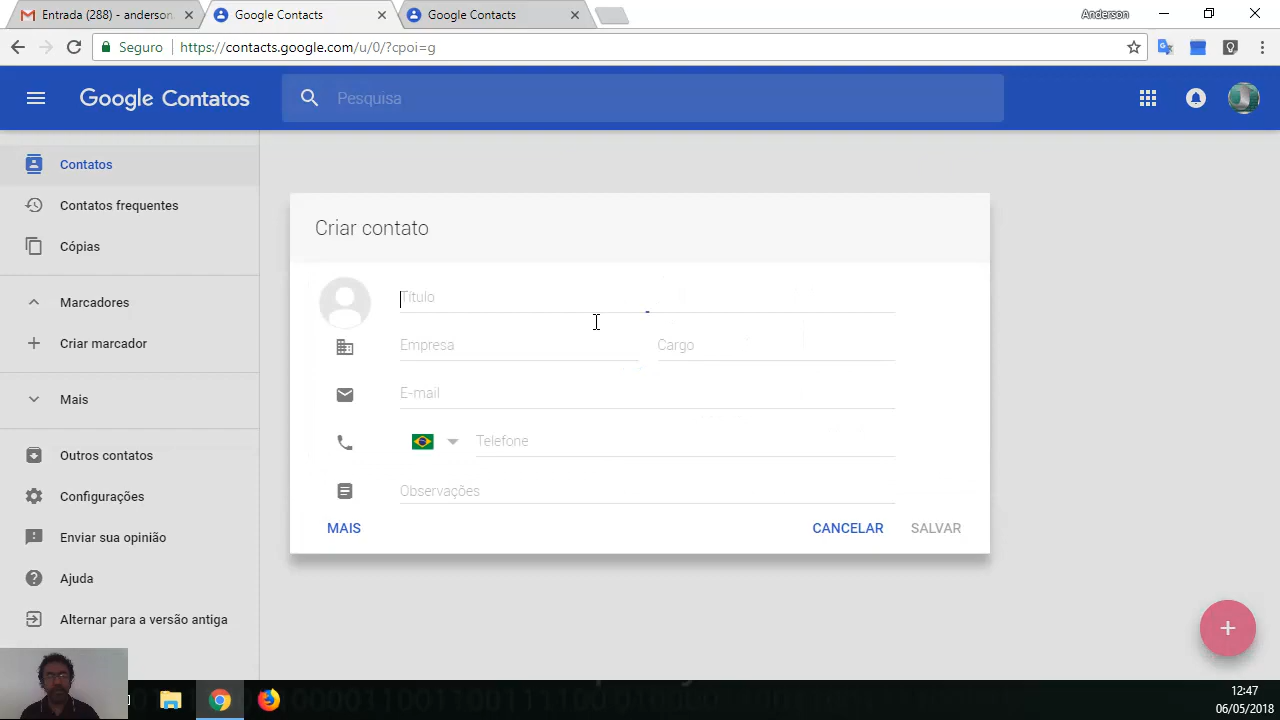 Entrada (288) - anderson.
Google Contacts
Google Contacts
Anderson
Seguro
https://contacts.google.com/u/0/?cpoi=g
Google Contatos
Pesquisa
Contatos
Contatos frequentes
Cópias
Marcadores
Criar marcador
Mais
Outros contatos
Configurações
Enviar sua opinião
Ajuda
Alternar para a versão antiga
Criar contato
Título
Empresa
Cargo
E-mail
Telefone
Observações
MAIS
CANCELAR
SALVAR
12:47
06/05/2018